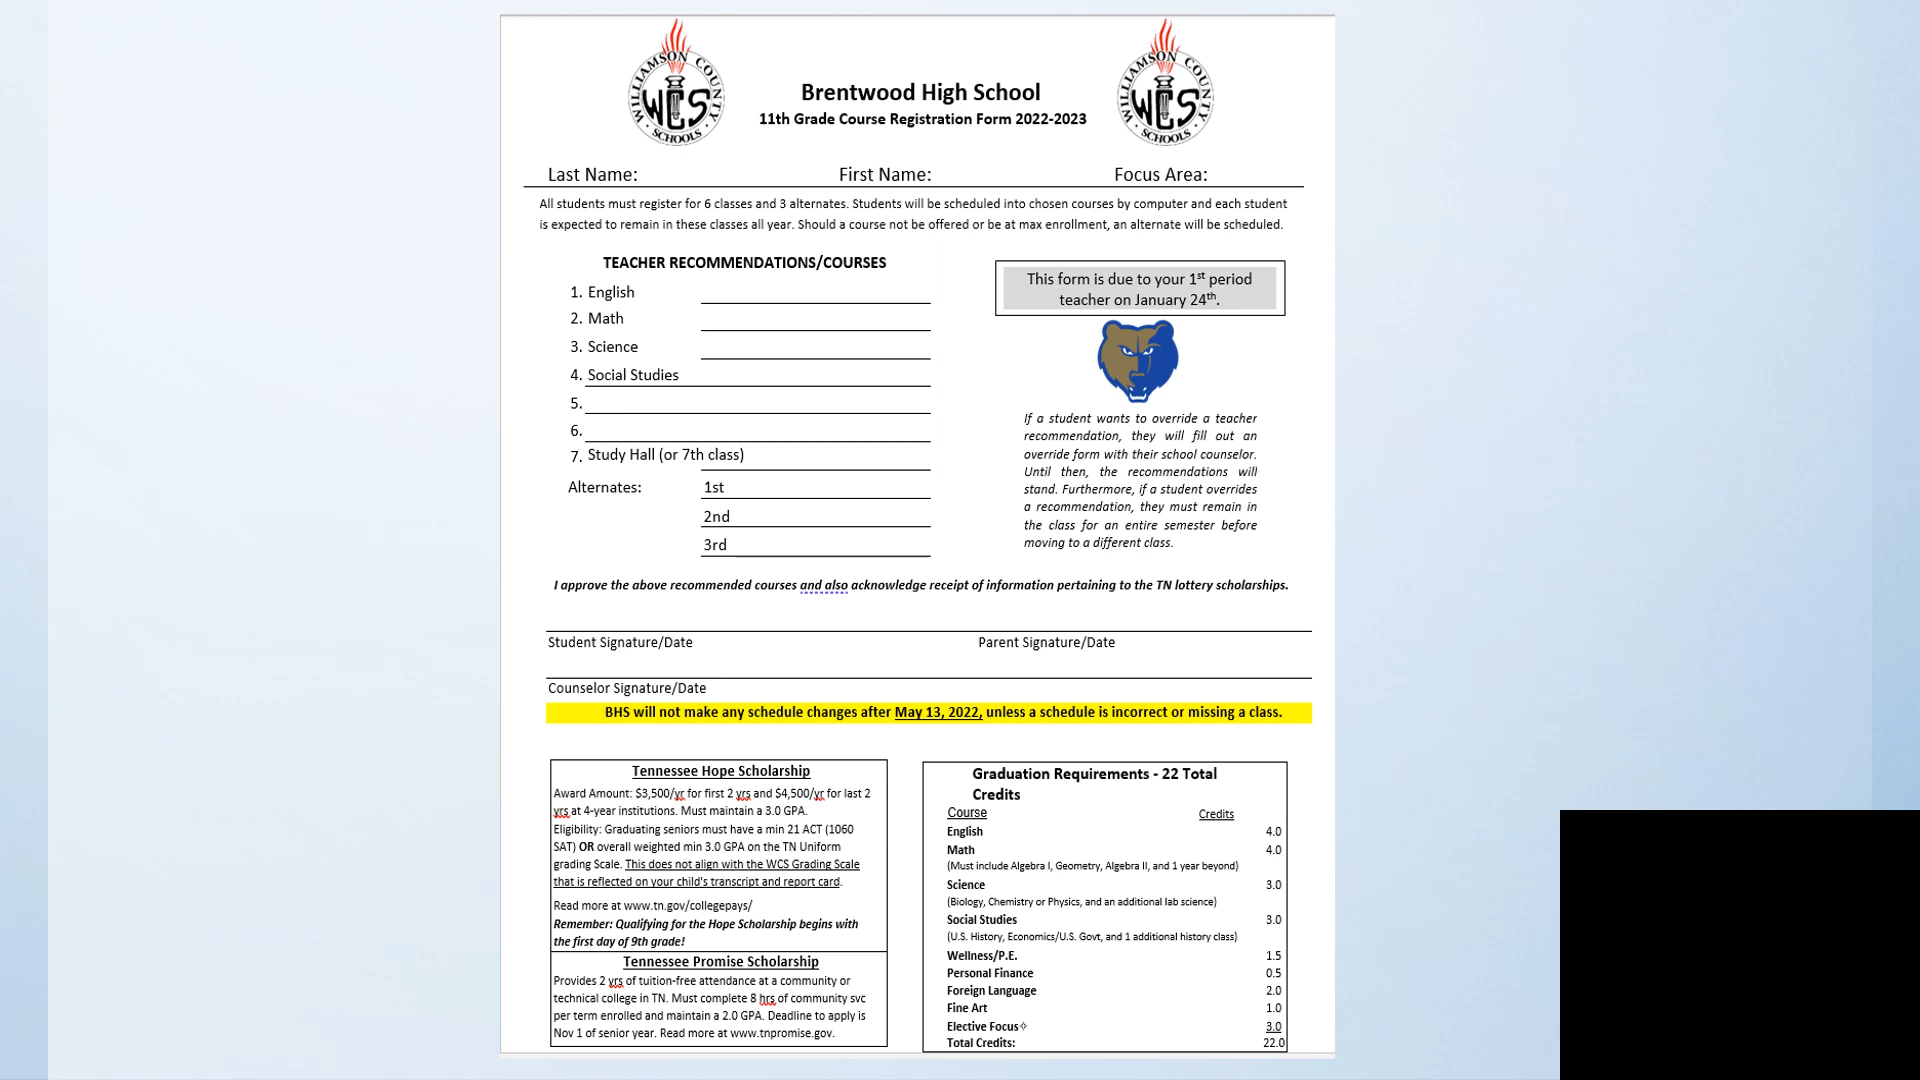 WILLIAMSON COUNTY
WCS
SCHOOLS
WILLIAMSON COUNTY
WCS
SCHOOLS
Brentwood High School
11th Grade Course Registration Form 2022-2023
Last Name: First Name: Focus Area:
All students must register for 6 classes and 3 alternates. Students will be scheduled into chosen courses by computer and each student
is expected to remain in these classes all year. Should a course not be offered or be at max enrollment, an alternate will be scheduled.
TEACHER RECOMMENDATIONS/COURSES
1. English
2. Math
3. Science
4. Social Studies
5.
6.
7. Study Hall (or 7th class)
Alternates: 1st
2nd
3rd
This form is due to your 1st period
teacher on January 24th.
If a student wants to override a teacher
recommendation, they will fill out an
override form with their school counselor.
Until then, the recommendations will
stand. Furthermore, if a student overrides
a recommendation, they must remain in
the class for an entire semester before
moving to a different class.
I approve the above recommended courses and also acknowledge receipt of information pertaining to the TN lottery scholarships.
Student Signature/Date Parent Signature/Date
Counselor Signature/Date
BHS will not make any schedule changes after May 13, 2022, unless a schedule is incorrect or missing a class.
Tennessee Hope Scholarship
Award Amount: $3,500/yr for first 2 yrs and $4,500/yr for last 2
yrs at 4-year institutions. Must maintain a 3.0 GPA.
Eligibility: Graduating seniors must have a min 21 ACT (1060
SAT) OR overall weighted min 3.0 GPA on the TN Uniform
grading Scale. This does not align with the WCS Grading Scale
that is reflected on your child's transcript and report card.
Read more at www.tn.gov/collegepays/
Remember: Qualifying for the Hope Scholarship begins with
the first day of 9th grade!
Tennessee Promise Scholarship
Provides 2 yrs of tuition-free attendance at a community or
technical college in TN. Must complete 8 hrs of community svc
per term enrolled and maintain a 2.0 GPA. Deadline to apply is
Nov 1 of senior year. Read more at www.tnpromise.gov.
Graduation Requirements - 22 Total
Credits
Course Credits
English 4.0
Math 4.0
(Must include Algebra I, Geometry, Algebra II, and 1 year beyond)
Science 3.0
(Biology, Chemistry or Physics, and an additional lab science)
Social Studies 3.0
(U.S. History, Economics/U.S. Govt, and 1 additional history class)
Wellness/P.E. 1.5
Personal Finance 0.5
Foreign Language 2.0
Fine Art 1.0
Elective Focus✧ 3.0
Total Credits: 22.0